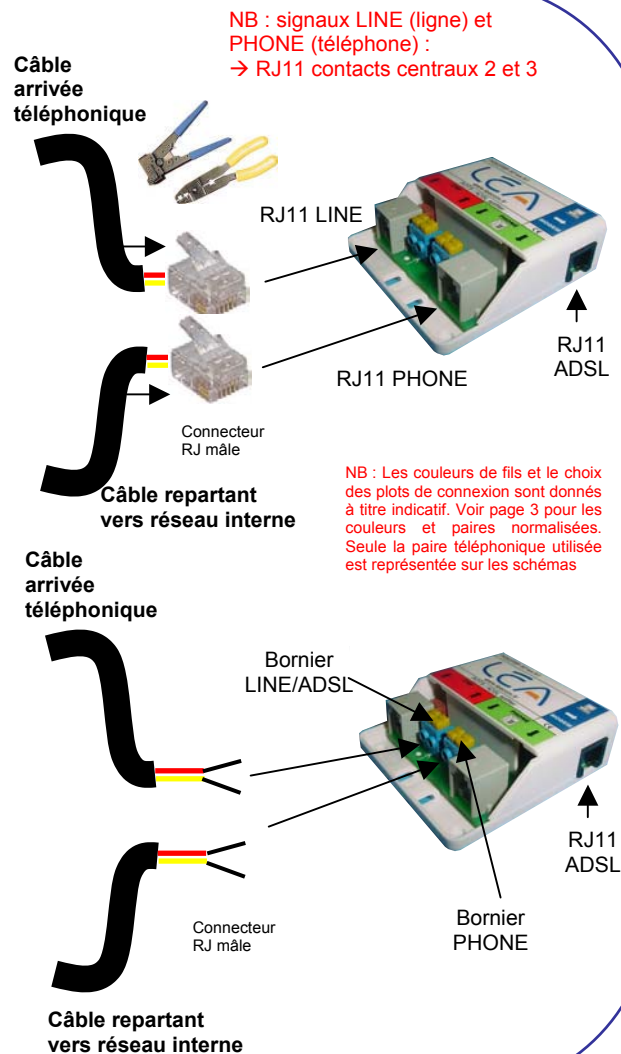 NB : signaux LINE (ligne) et
PHONE (téléphone) :
→ RJ11 contacts centraux 2 et 3
Câble
arrivée
téléphonique
RJ11 LINE
LEA
RJ11
ADSL
RJ11 PHONE
Connecteur
RJ mâle
Câble repartant
vers réseau interne
NB : Les couleurs de fils et le choix
des plots de connexion sont donnés
à titre indicatif. Voir page 3 pour les
couleurs et paires normalisées.
Seule la paire téléphonique utilisée
est représentée sur les schémas
Câble
arrivée
téléphonique
Bornier
LINE/ADSL
LEA
RJ11
ADSL
Bornier
PHONE
Connecteur
RJ mâle
Câble repartant
vers réseau interne